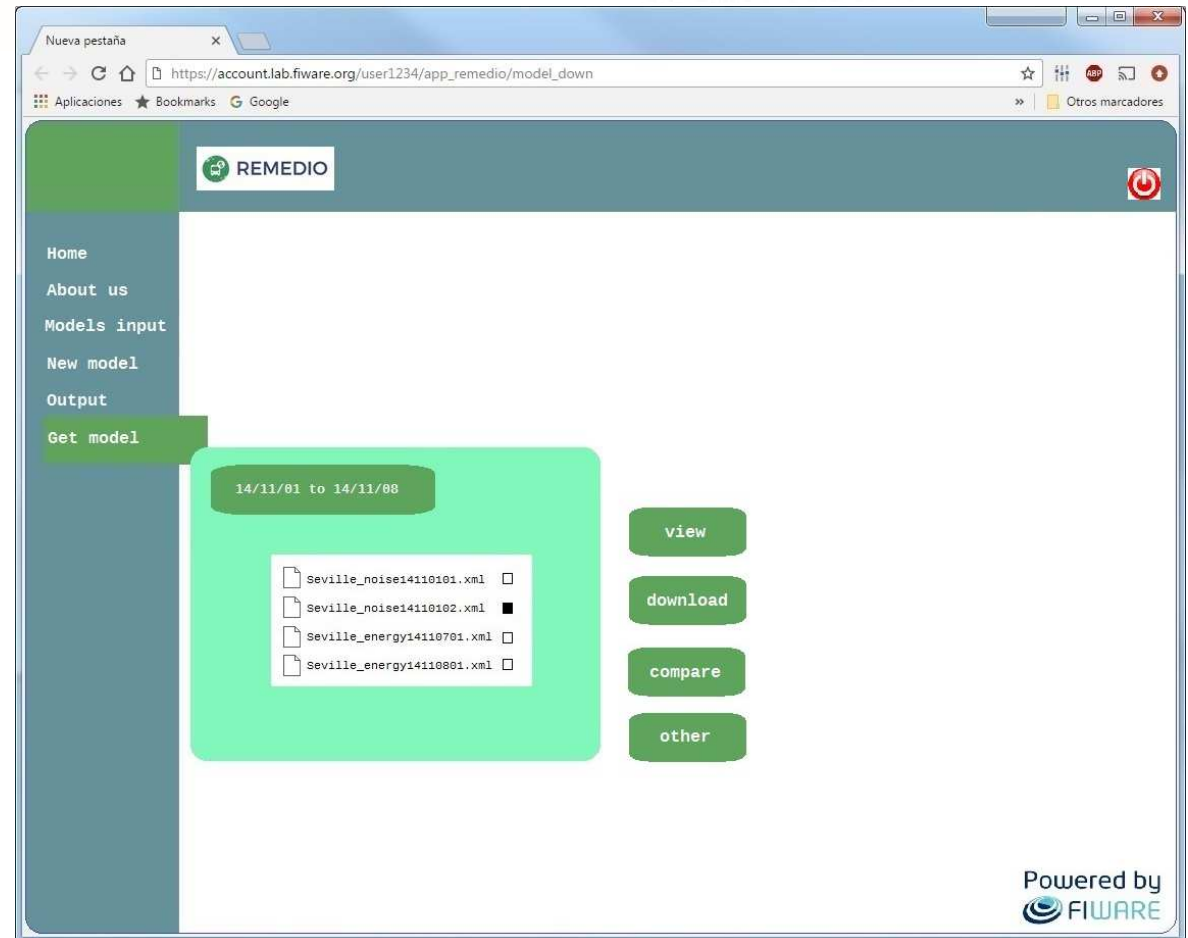 Nueva pestaña
https://account.lab.fiware.org/user1234/app_remedio/model_down
ABP
Aplicaciones Bookmarks G Google » Otros marcadores
REMEDIO
Home
About us
Models input
New model
Output
Get model
14/11/01 to 14/11/08
Seville_noise14110101.xml
Seville_noise14110102.xml
Seville_energy14110701.xml
Seville_energy14110801.xml
view
download
compare
other
Powered by
FIWARE